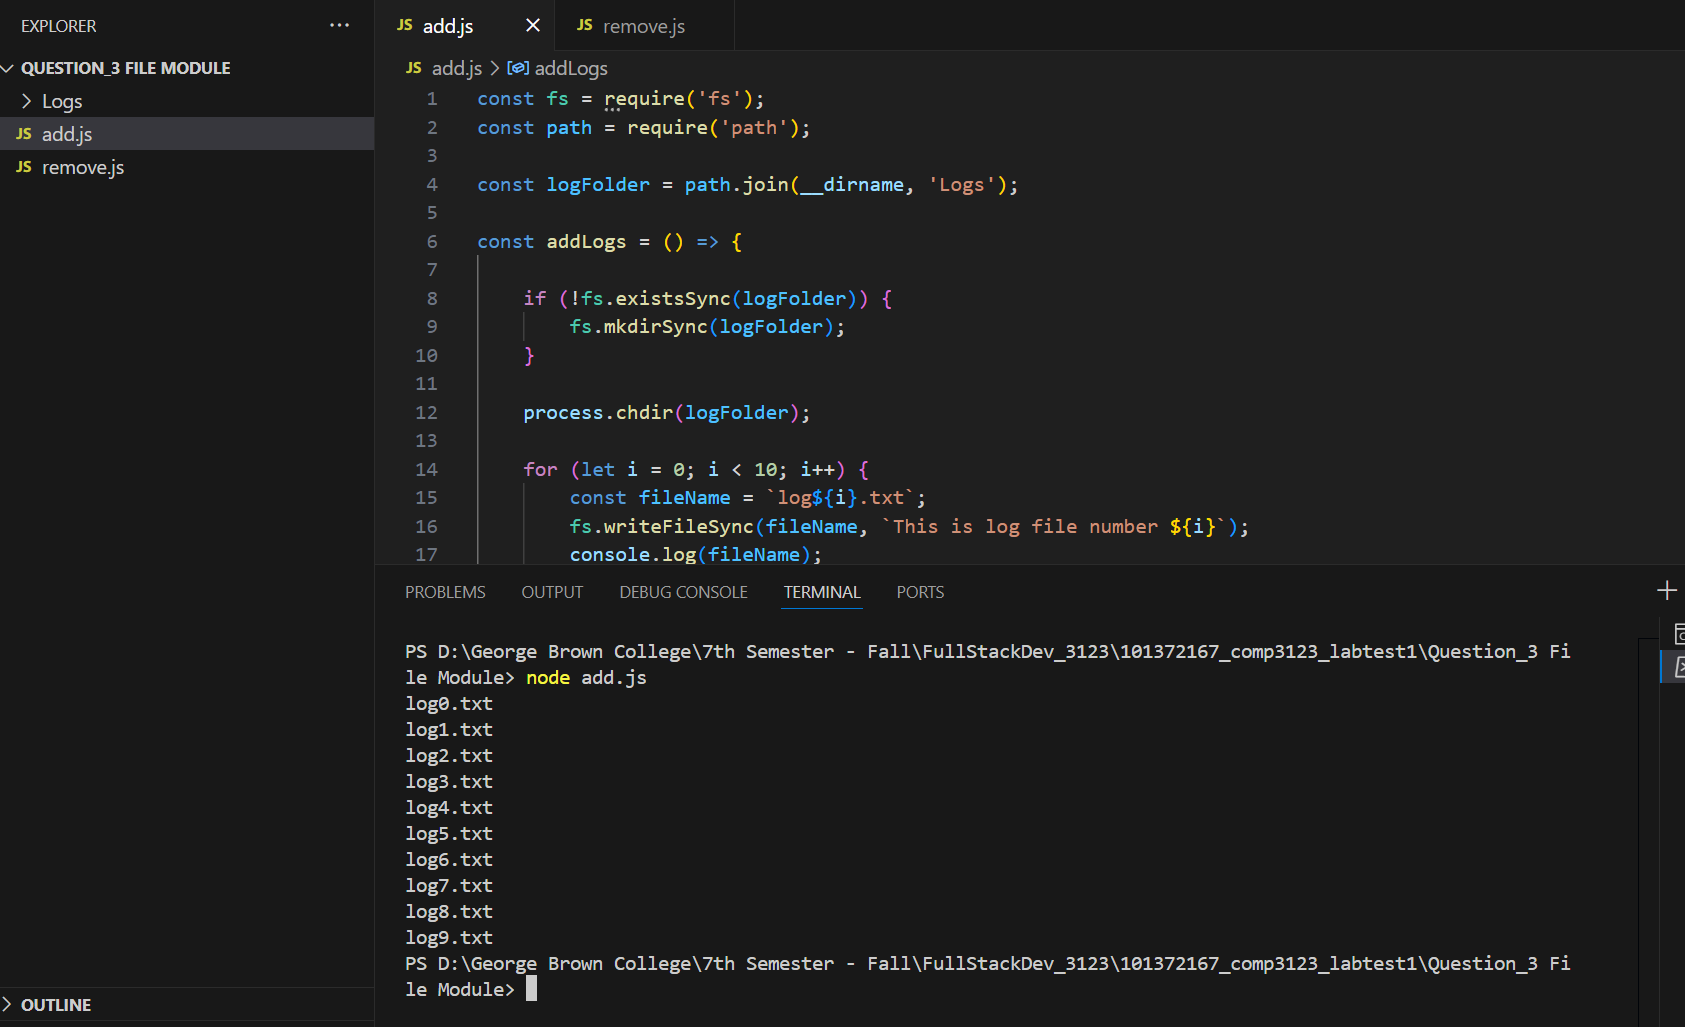 EXPLORER
QUESTION_3 FILE MODULE
Logs
JS add.js
JS remove.js
OUTLINE
JS add.js
JS remove.js
JS add.js > addLogs
1 const fs = require('fs');
2 const path = require('path');
3
4 const logFolder = path.join(__dirname, 'Logs');
5
6 const addLogs = () => {
7
8 if (!fs.existsSync(logFolder)) {
9 fs.mkdirSync(logFolder);
10 }
11
12 process.chdir(logFolder);
13
14 for (let i = 0; i < 10; i++) {
15 const fileName = `log${i}.txt`;
16 fs.writeFileSync(fileName, `This is log file number ${i}`);
17 console.log(fileName);
PROBLEMS OUTPUT DEBUG CONSOLE TERMINAL PORTS
PS D:\George Brown College\7th Semester - Fall\FullStackDev_3123\101372167_comp3123_labtest1\Question_3 Fi
le Module> node add.js
log0.txt
log1.txt
log2.txt
log3.txt
log4.txt
log5.txt
log6.txt
log7.txt
log8.txt
log9.txt
PS D:\George Brown College\7th Semester - Fall\FullStackDev_3123\101372167_comp3123_labtest1\Question_3 Fi
le Module>